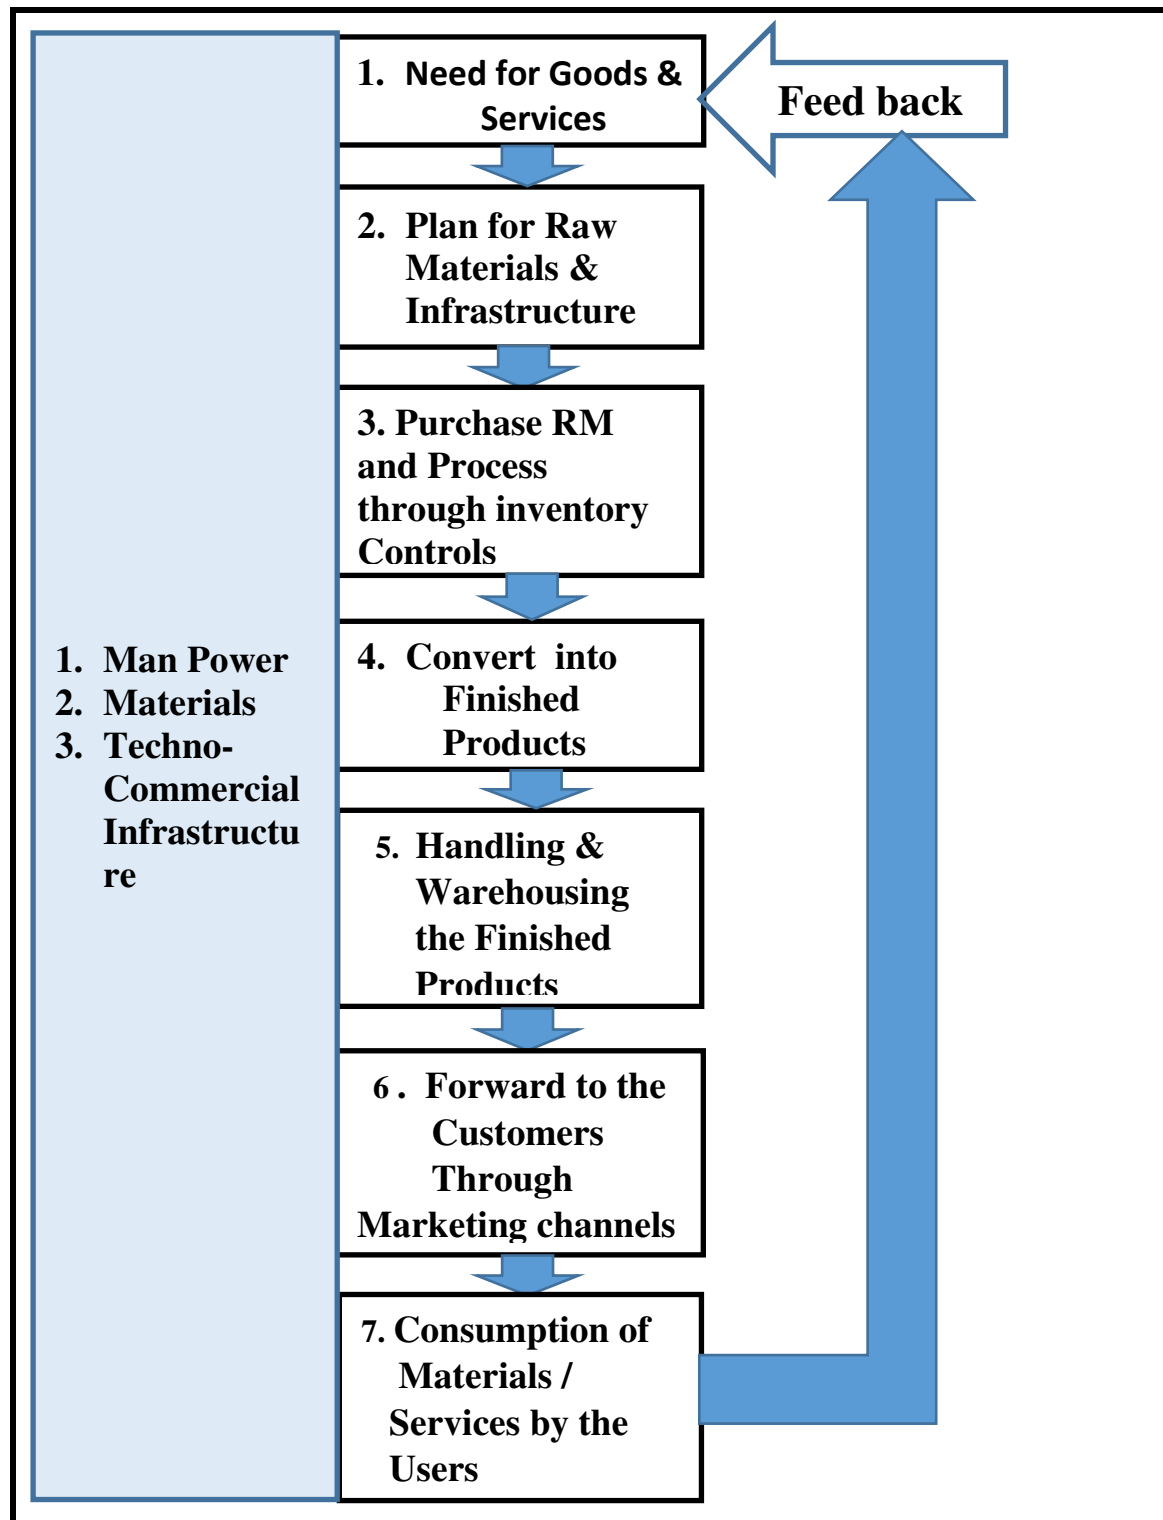 1. Need for Goods &
Services
Feed back
2. Plan for Raw
Materials &
Infrastructure
3. Purchase RM
and Process
through inventory
Controls
1. Man Power
2. Materials
3. Techno-
Commercial
Infrastructu
re
4. Convert into
Finished
Products
5. Handling &
Warehousing
the Finished
Products
6 . Forward to the
Customers
Through
Marketing channels
7. Consumption of
Materials /
Services by the
Users